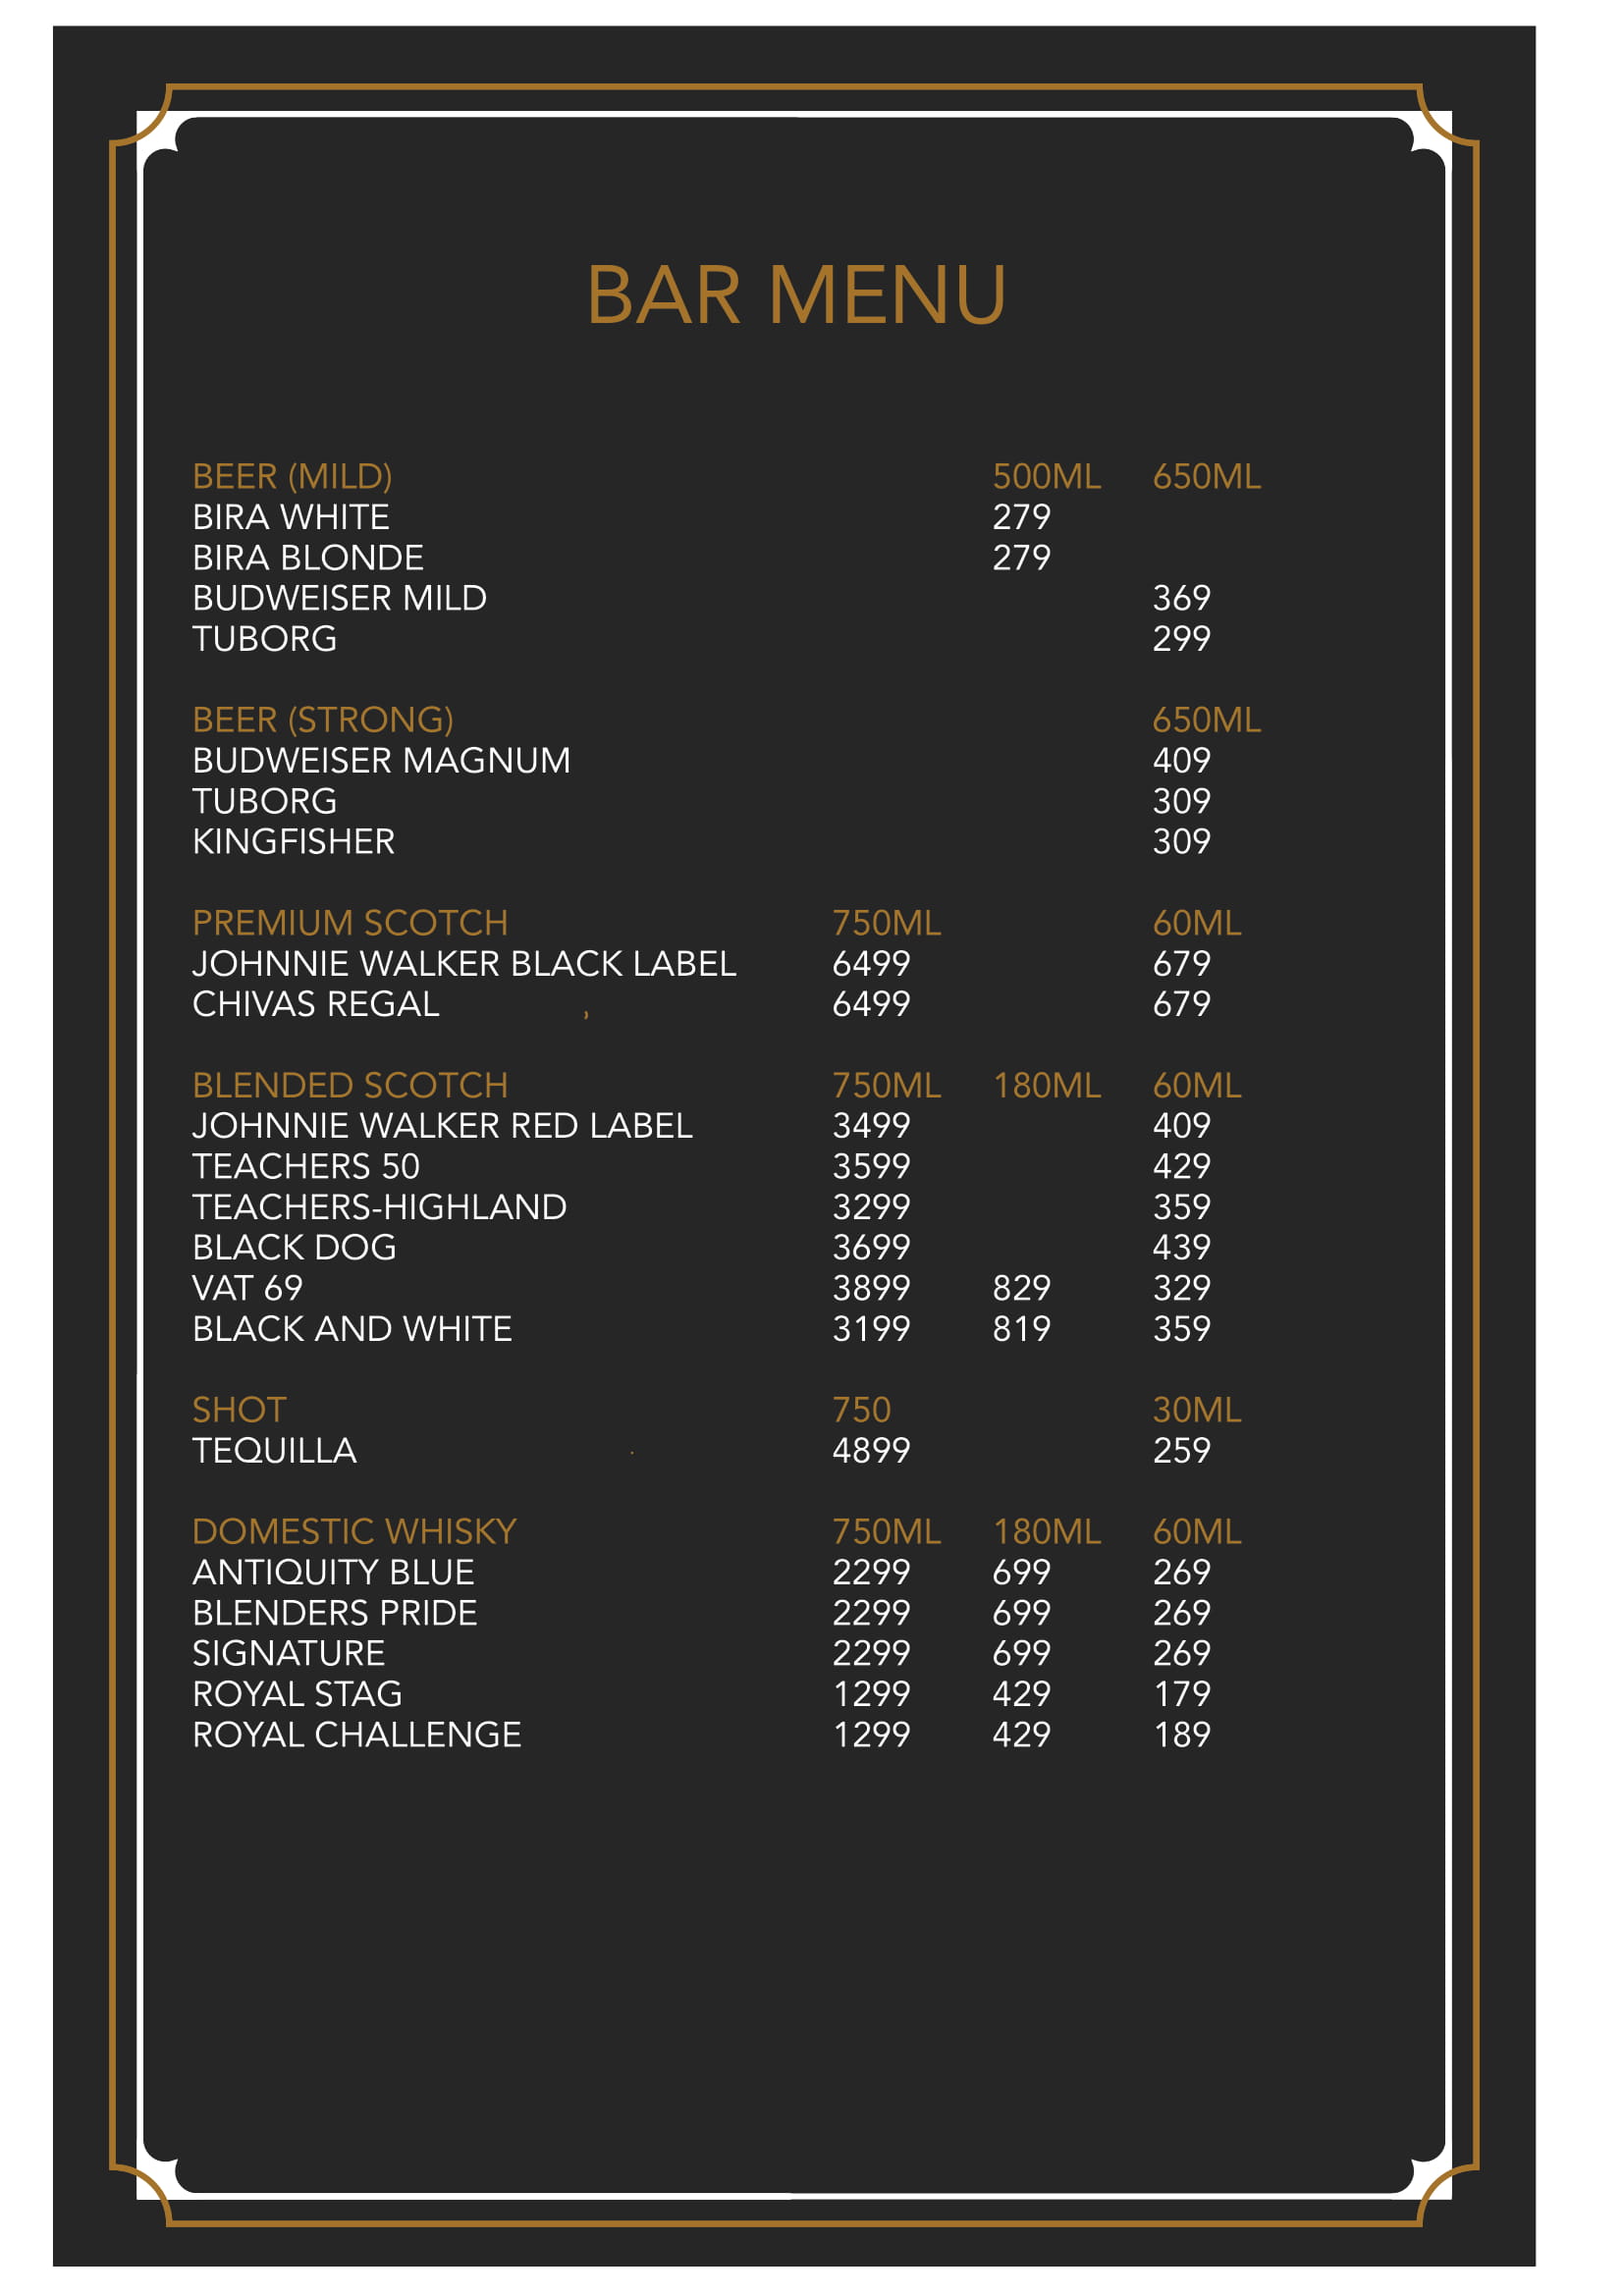 BAR MENU
BEER (MILD) 500ML 650ML
BIRA WHITE 279
BIRA BLONDE 279
BUDWEISER MILD 369
TUBORG 299
BEER (STRONG) 650ML
BUDWEISER MAGNUM 409
TUBORG 309
KINGFISHER 309
PREMIUM SCOTCH 750ML 60ML
JOHNNIE WALKER BLACK LABEL 6499 679
CHIVAS REGAL 6499 679
BLENDED SCOTCH 750ML 180ML 60ML
JOHNNIE WALKER RED LABEL 3499 409
TEACHERS 50 3599 429
TEACHERS-HIGHLAND 3299 359
BLACK DOG 3699 439
VAT 69 3899 829 329
BLACK AND WHITE 3199 819 359
SHOT 750 30ML
TEQUILLA 4899 259
DOMESTIC WHISKY 750ML 180ML 60ML
ANTIQUITY BLUE 2299 699 269
BLENDERS PRIDE 2299 699 269
SIGNATURE 2299 699 269
ROYAL STAG 1299 429 179
ROYAL CHALLENGE 1299 429 189